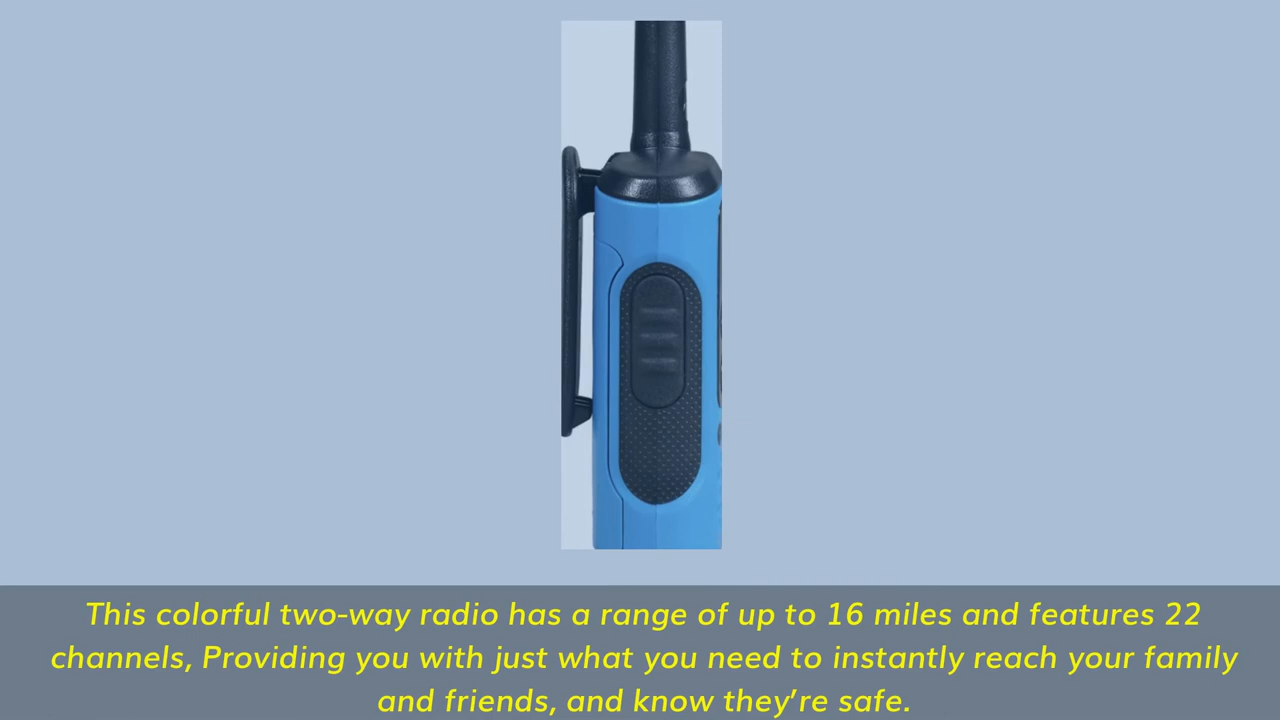 This colorful two-way radio has a range of up to 16 miles and features 22
channels, Providing you with just what you need to instantly reach your family
and friends, and know they’re safe.